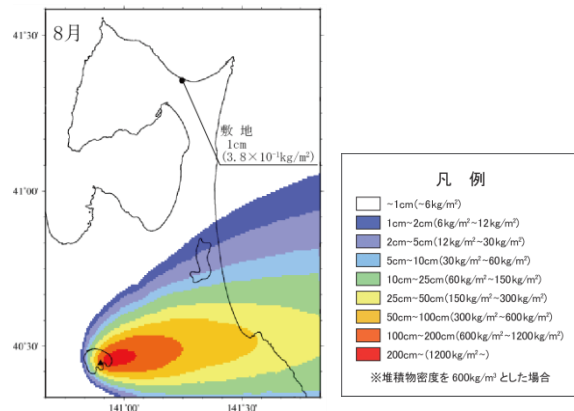 8月
41°30'
敷 地
1cm
(3.8×10⁻¹kg/m²)
41°00'
40°30'
141°00'
141°30'
凡 例
~1cm(~6kg/m²)
1cm~2cm(6kg/m²~12kg/m²)
2cm~5cm(12kg/m²~30kg/m²)
5cm~10cm(30kg/m²~60kg/m²)
10cm~25cm(60kg/m²~150kg/m²)
25cm~50cm(150kg/m²~300kg/m²)
50cm~100cm(300kg/m²~600kg/m²)
100cm~200cm(600kg/m²~1200kg/m²)
200cm~(1200kg/m²~)
※堆積物密度を600kg/m³とした場合